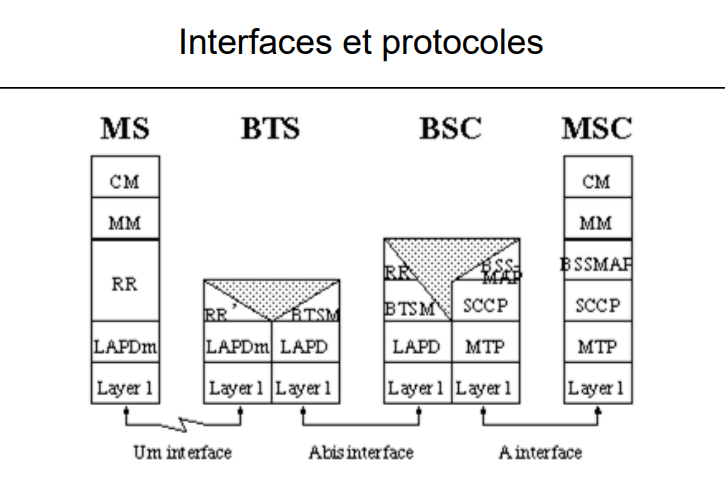 Interfaces et protocoles
MS BTS BSC MSC
CM CM
MM MM
RR BSS-MAP BSSMAP
RR
RR' BTSM BTSM SCCP SCCP
LAPDm LAPDm LAPD LAPD MTP MTP
Layer 1 Layer 1 Layer 1 Layer 1 Layer 1 Layer 1
Um interface Abis interface A interface